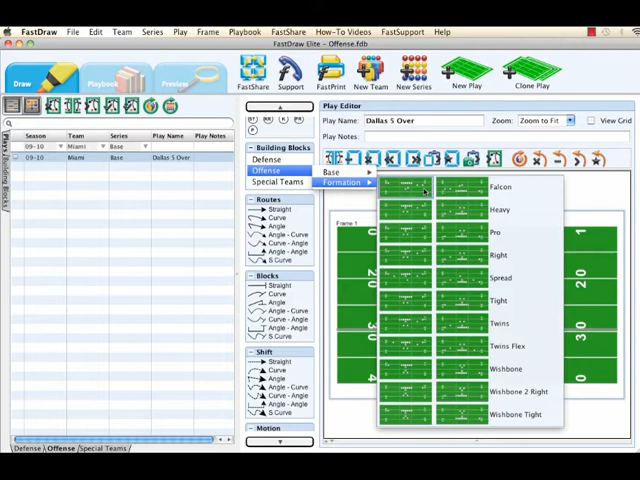 FastDraw File Edit Team Series Play Frame Playbook FastShare How-To Videos FastSupport Help
FastDraw Elite - Offense.fdb
Draw Playbook Preview
FastShare Support FastPrint New Team New Series New Play Clone Play
Play Editor
Play Name: Dallas 5 Over Zoom: Zoom to Fit View Grid
Play Notes:
Season Team Series Play Name Play Notes
09-10 Miami Base
09-10 Miami Base Dallas 5 Over
Plays
Building Blocks
Building Blocks
Defense
Offense
Special Teams
Base
Formation
Falcon
Heavy
Pro
Right
Spread
Tight
Twins
Twins Flex
Wishbone
Wishbone 2 Right
Wishbone Tight
Routes
Straight
Curve
Angle
Angle - Curve
Curve - Angle
S Curve
Blocks
Straight
Curve
Angle
Angle - Curve
Curve - Angle
S Curve
Shift
Straight
Curve
Angle
Angle - Curve
Curve - Angle
S Curve
Motion
Frame 1
Defense Offense Special Teams